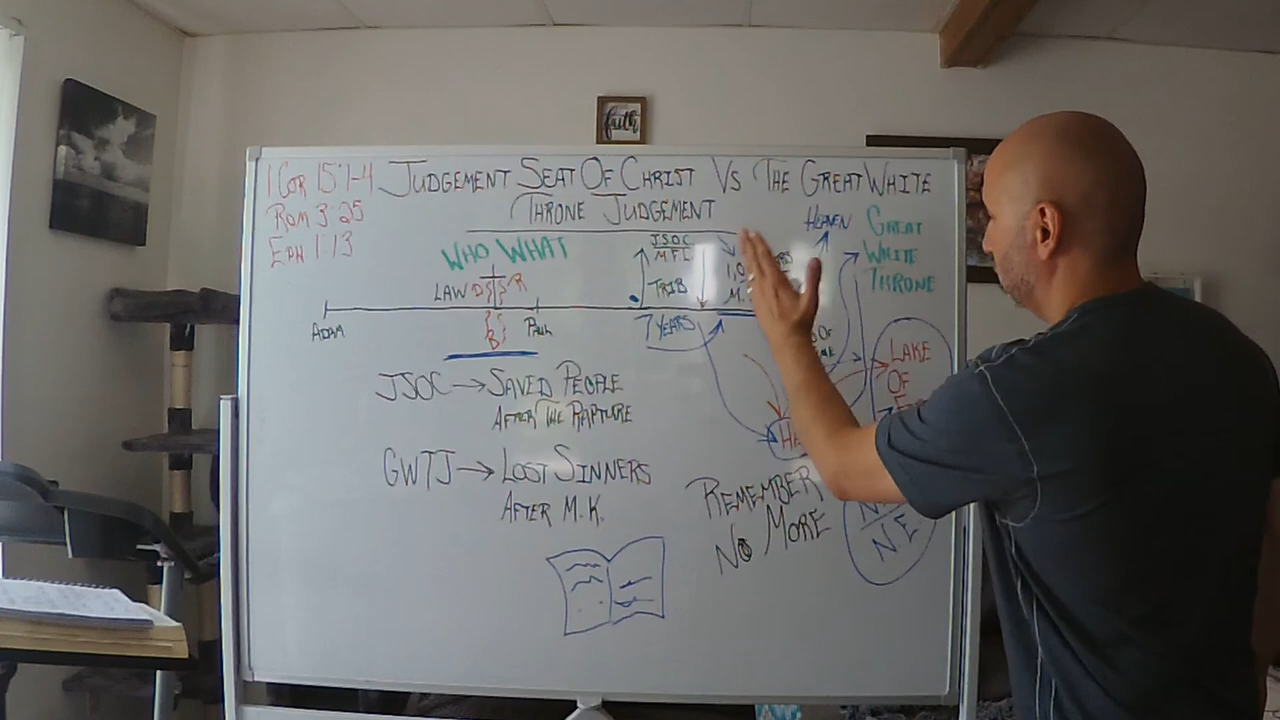 faith
1 Cor 15:1-4
Rom 3:25
Eph 1:13
Judgement Seat Of Christ Vs The Great White
Throne Judgement
Who What
JSOC
MFL
Trib
Heaven
Great
White
Throne
Law D B R
Adam
B
Paul
7 Years
JSOC → Saved People
After The Rapture
GWTJ → Lost Sinners
After M.K.
Lake
Of
Remember
No More
NE